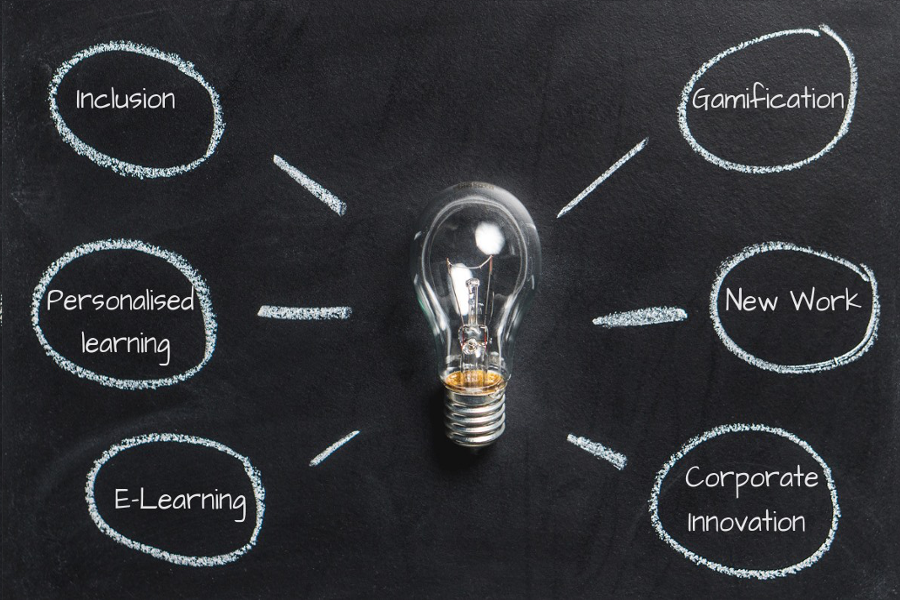 Inclusion
Gamification
Personalised
learning
New Work
E-Learning
Corporate
Innovation